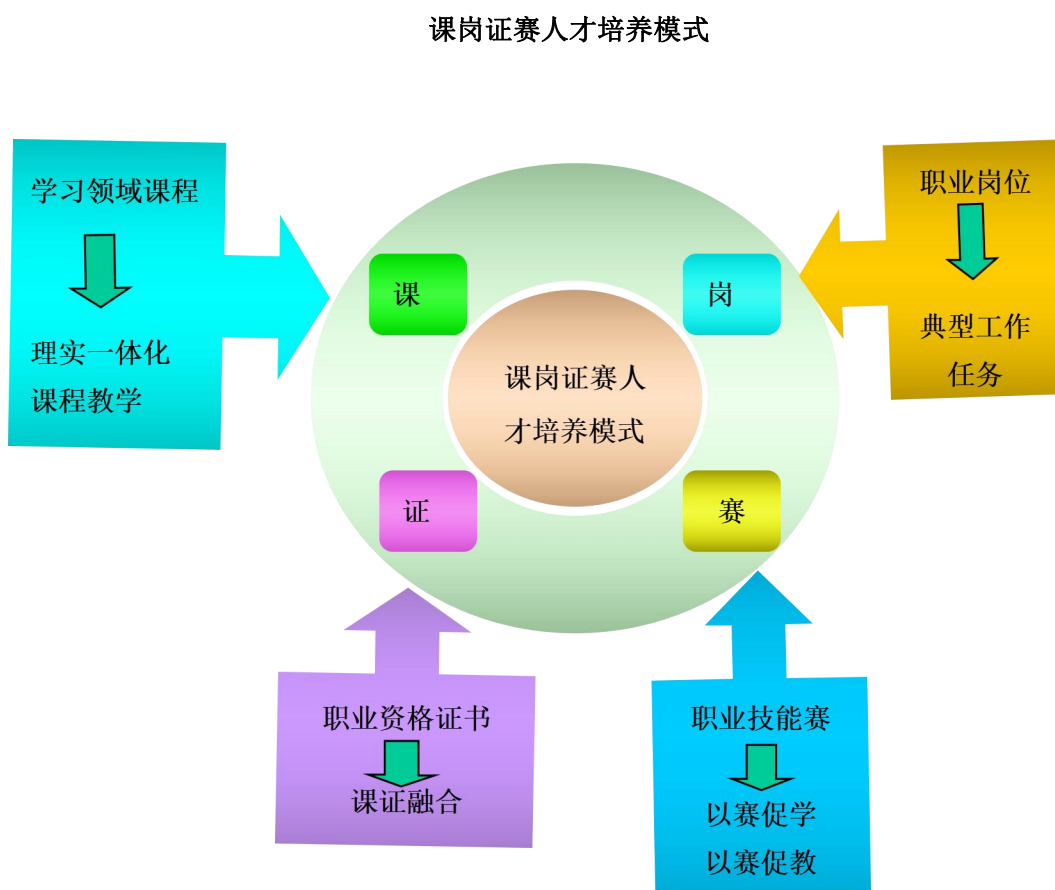 课岗证赛人才培养模式
学习领域课程
理实一体化
课程教学
职业岗位
典型工作
任务
课
岗
课岗证赛人
才培养模式
证
赛
职业资格证书
课证融合
职业技能赛
以赛促学
以赛促教